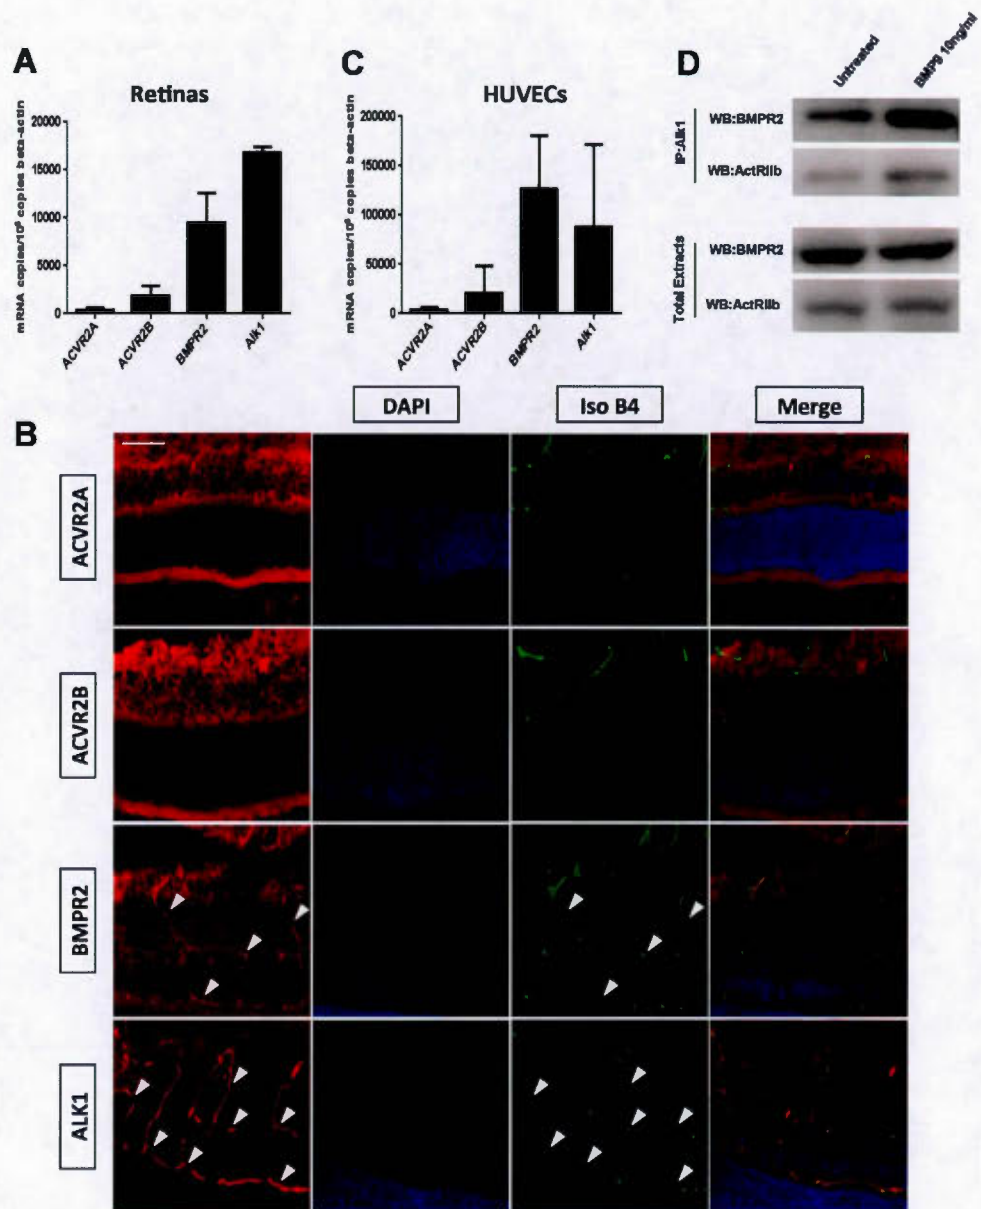 A
Retinas
mRNA copies/10⁶ copies beta-actin
20000
15000
10000
5000
0
ACVR2A
ACVR2B
BMPR2
Alk1
C
HUVECs
mRNA copies/10⁶ copies beta-actin
200000
150000
100000
50000
0
ACVR2A
ACVR2B
BMPR2
Alk1
D
Untreated
BMP9 10ng/ml
IP:Alk1
WB:BMPR2
WB:ActRIIb
Total Extracts
WB:BMPR2
WB:ActRIIb
B
DAPI
Iso B4
Merge
ACVR2A
ACVR2B
BMPR2
ALK1